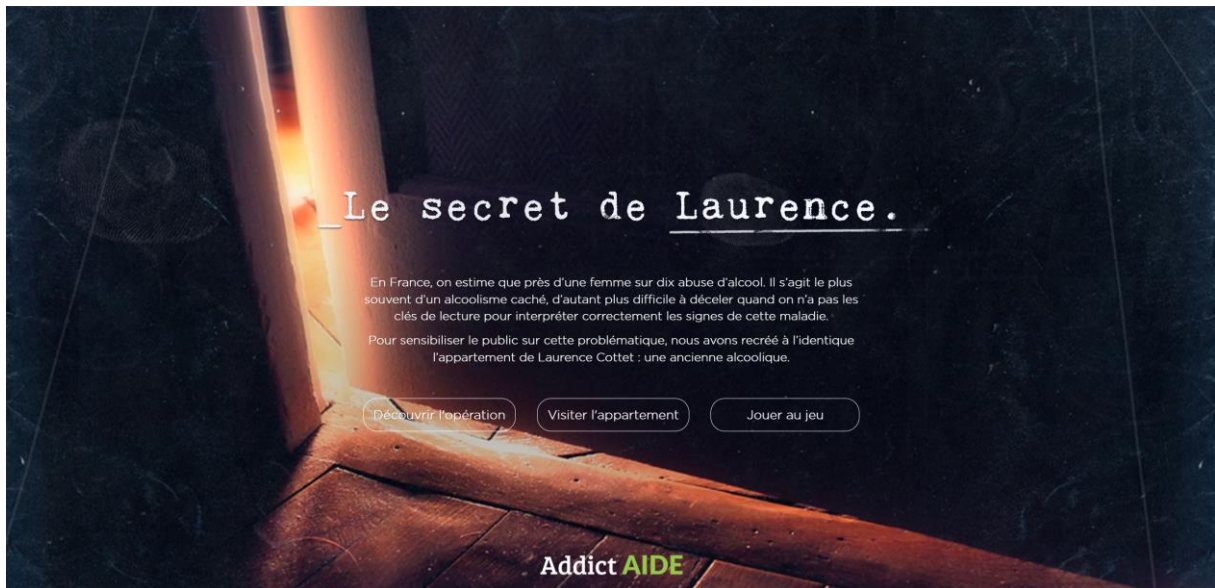 _Le secret de Laurence.
En France, on estime que près d'une femme sur dix abuse d'alcool. Il s'agit le plus
souvent d'un alcoolisme caché, d'autant plus difficile à déceler quand on n'a pas les
clés de lecture pour interpréter correctement les signes de cette maladie.
Pour sensibiliser le public sur cette problématique, nous avons recréé à l'identique
l'appartement de Laurence Cottet : une ancienne alcoolique.
Découvrir l'opération Visiter l'appartement Jouer au jeu
Addict AIDE